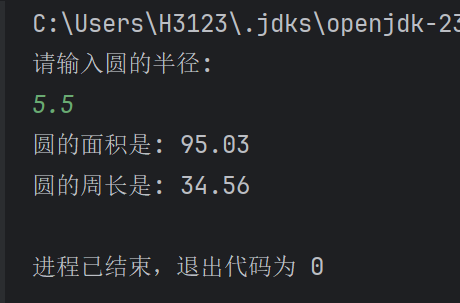 C:\Users\H3123\.jdks\openjdk-23
请输入圆的半径:
5.5
圆的面积是: 95.03
圆的周长是: 34.56
进程已结束，退出代码为 0